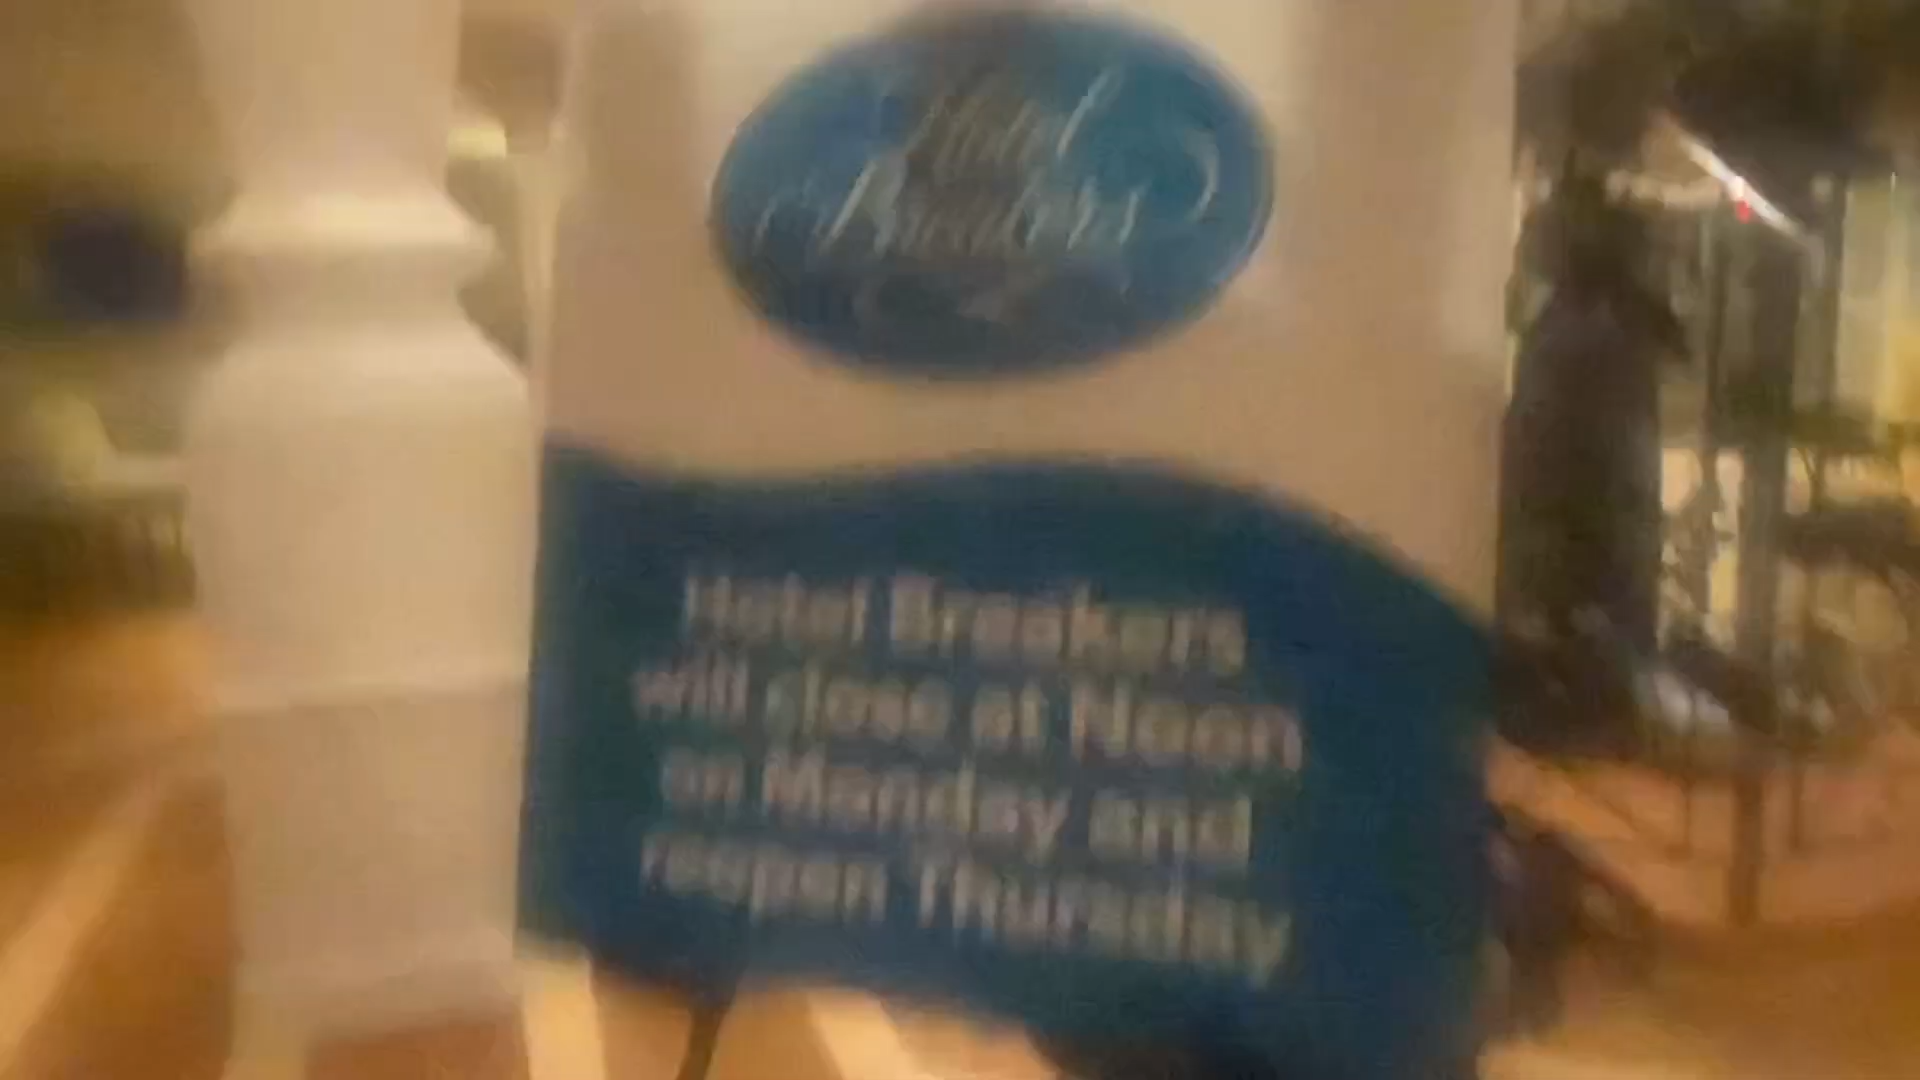 Hotel
Breakers
Hotel Breakers
will close at Noon
on Monday and
reopen Thursday